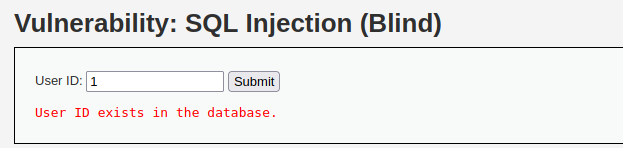 Vulnerability: SQL Injection (Blind)
User ID: 1 Submit
User ID exists in the database.